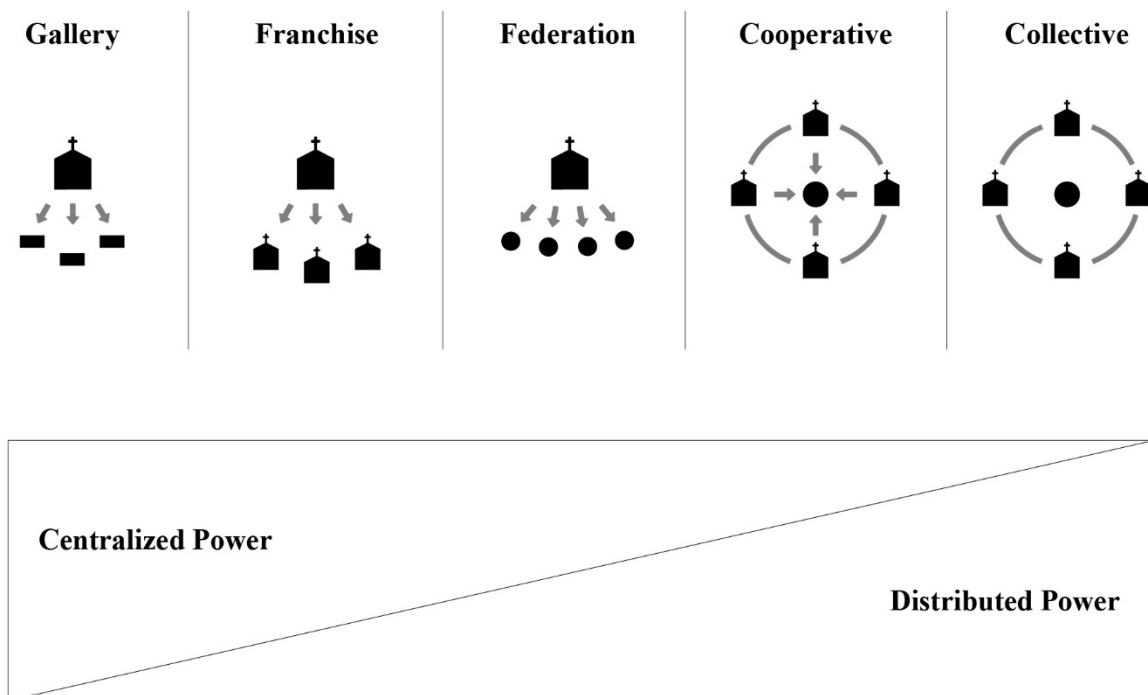 Gallery
Franchise
Federation
Cooperative
Collective
Centralized Power
Distributed Power